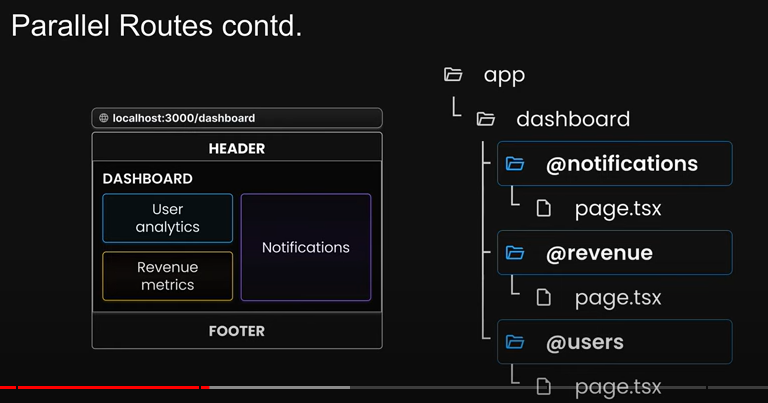 Parallel Routes contd.
localhost:3000/dashboard
HEADER
DASHBOARD
User
analytics
Revenue
metrics
Notifications
FOOTER
app
dashboard
@notifications
page.tsx
@revenue
page.tsx
@users
page.tsx